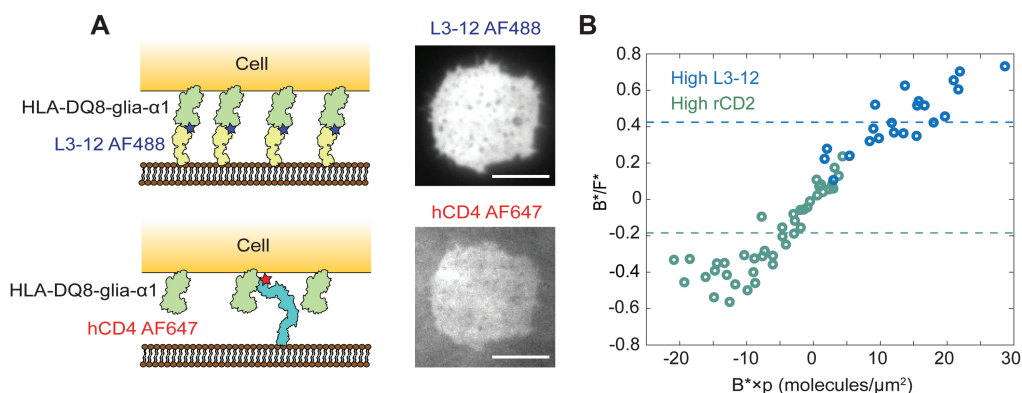 A
Cell
HLA-DQ8-glia-α1
L3-12 AF488
L3-12 AF488
Cell
HLA-DQ8-glia-α1
hCD4 AF647
hCD4 AF647
B
High L3-12
High rCD2
B*/F*
0.8
0.6
0.4
0.2
0
-0.2
-0.4
-0.6
-0.8
-20
-10
0
10
20
30
B*×p (molecules/µm²)